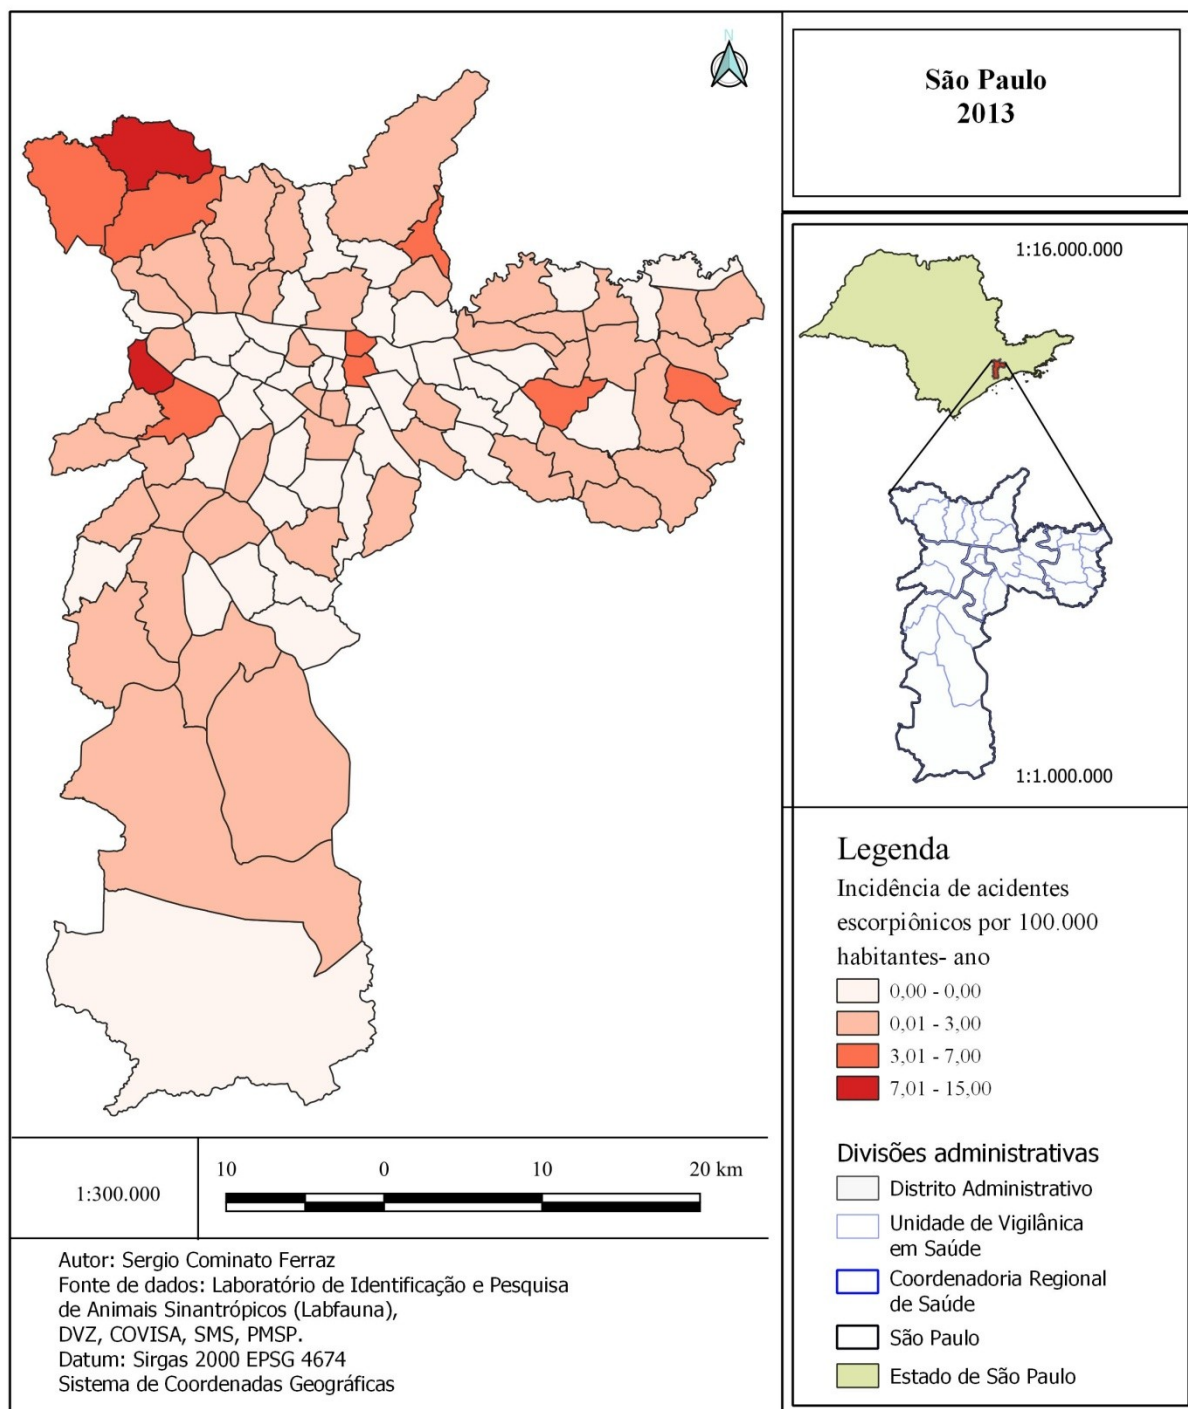 N
São Paulo
2013
1:16.000.000
1:1.000.000
Legenda
Incidência de acidentes
escorpiônicos por 100.000
habitantes- ano
0,00 - 0,00
0,01 - 3,00
3,01 - 7,00
7,01 - 15,00
Divisões administrativas
Distrito Administrativo
Unidade de Vigilânica
em Saúde
Coordenadoria Regional
de Saúde
São Paulo
Estado de São Paulo
1:300.000
10 0 10 20 km
Autor: Sergio Cominato Ferraz
Fonte de dados: Laboratório de Identificação e Pesquisa
de Animais Sinantrópicos (Labfauna),
DVZ, COVISA, SMS, PMSP.
Datum: Sirgas 2000 EPSG 4674
Sistema de Coordenadas Geográficas